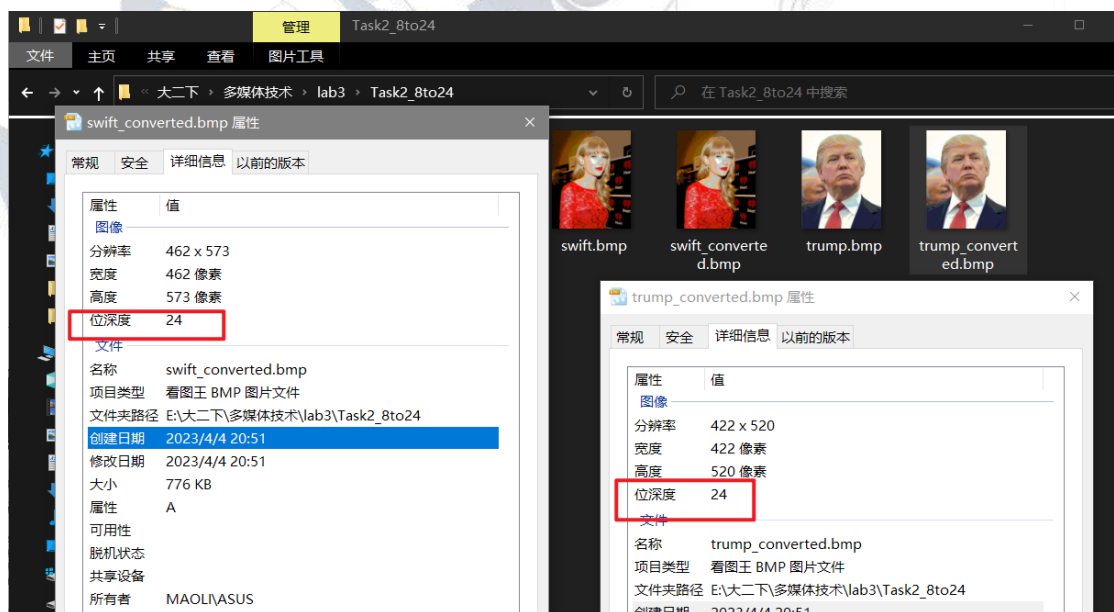 管理
Task2_8to24
文件
主页
共享
查看
图片工具
« 大二下 › 多媒体技术 › lab3 › Task2_8to24
在 Task2_8to24 中搜索
swift_converted.bmp 属性
常规
安全
详细信息
以前的版本
属性 值
图像
分辨率 462 x 573
宽度 462 像素
高度 573 像素
位深度 24
文件
名称 swift_converted.bmp
项目类型 看图王 BMP 图片文件
文件夹路径 E:\大二下\多媒体技术\lab3\Task2_8to24
创建日期 2023/4/4 20:51
修改日期 2023/4/4 20:51
大小 776 KB
属性 A
可用性
脱机状态
共享设备
所有者 MAOLI\ASUS
swift.bmp
swift_converte
d.bmp
trump.bmp
trump_convert
ed.bmp
trump_converted.bmp 属性
常规
安全
详细信息
以前的版本
属性 值
图像
分辨率 422 x 520
宽度 422 像素
高度 520 像素
位深度 24
文件
名称 trump_converted.bmp
项目类型 看图王 BMP 图片文件
文件夹路径 E:\大二下\多媒体技术\lab3\Task2_8to24
创建日期 2023/4/4 20:51